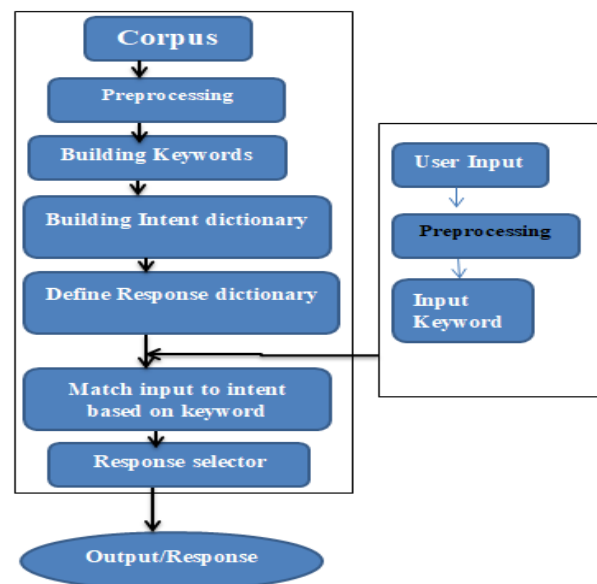 Corpus
Preprocessing
Building Keywords
Building Intent dictionary
Define Response dictionary
Match input to intent
based on keyword
Response selector
Output/Response
User Input
Preprocessing
Input
Keyword